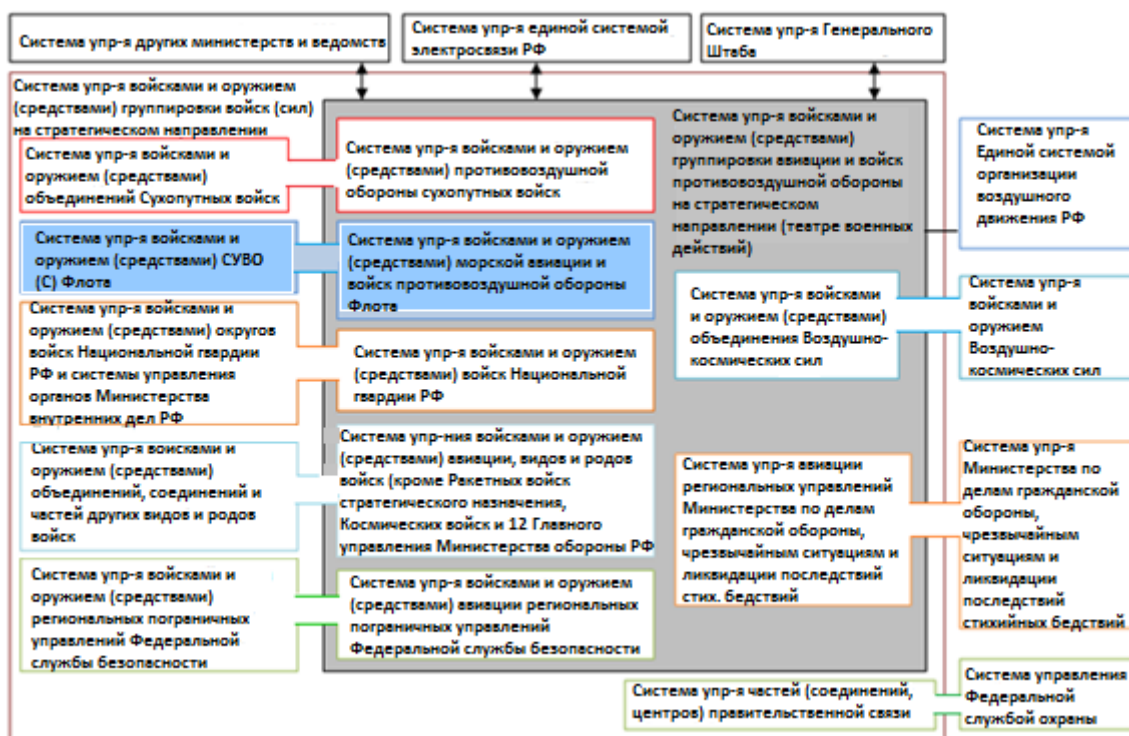 Система упр-я других министерств и ведомств
Система упр-я единой системой
электросвязи РФ
Система упр-я Генерального
Штаба
Система упр-я войсками и оружием
(средствами) группировки войск (сил)
на стратегическом направлении
Система упр-я войсками и
оружием (средствами)
объединений Сухопутных войск
Система упр-я войсками и оружием
(средствами) противовоздушной
обороны сухопутных войск
Система упр-я войсками и
оружием (средствами)
группировки авиации и войск
противовоздушной обороны
на стратегическом
направлении (театре военных
действий)
Система упр-я
Единой системой
организации
воздушного
движения РФ
Система упр-я войсками и
оружием (средствами) СУВО
(С) Флота
Система упр-я войсками и оружием
(средствами) морской авиации и
войск противовоздушной обороны
Флота
Система упр-я войсками
и оружием (средствами)
объединения Воздушно-
космических сил
Система упр-я
войсками и
оружием
Воздушно-
космических сил
Система упр-я войсками и
оружием (средствами) округов
войск Национальной гвардии
РФ и системы управления
органов Министерства
внутренних дел РФ
Система упр-я войсками и оружием
(средствами) войск Национальной
гвардии РФ
Система упр-я войсками и
оружием (средствами)
объединений, соединений и
частей других видов и родов
войск
Система упр-ния войсками и оружием
(средствами) авиации, видов и родов
войск (кроме Ракетных войск
стратегического назначения,
Космических войск и 12 Главного
управления Министерства обороны РФ
Система упр-я авиации
региональных управлений
Министерства по делам
гражданской обороны,
чрезвычайным ситуациям и
ликвидации последствий
стих. бедствий
Система упр-я
Министерства по
делам гражданской
обороны,
чрезвычайным
ситуациям и
ликвидации
последствий
стихийных бедствий
Система упр-я войсками и
оружием (средствами)
региональных пограничных
управлений Федеральной
службы безопасности
Система упр-я войсками и оружием
(средствами) авиации региональных
пограничных управлений
Федеральной службы безопасности
Система упр-я частей (соединений,
центров) правительственной связи
Система управления
Федеральной
службой охраны